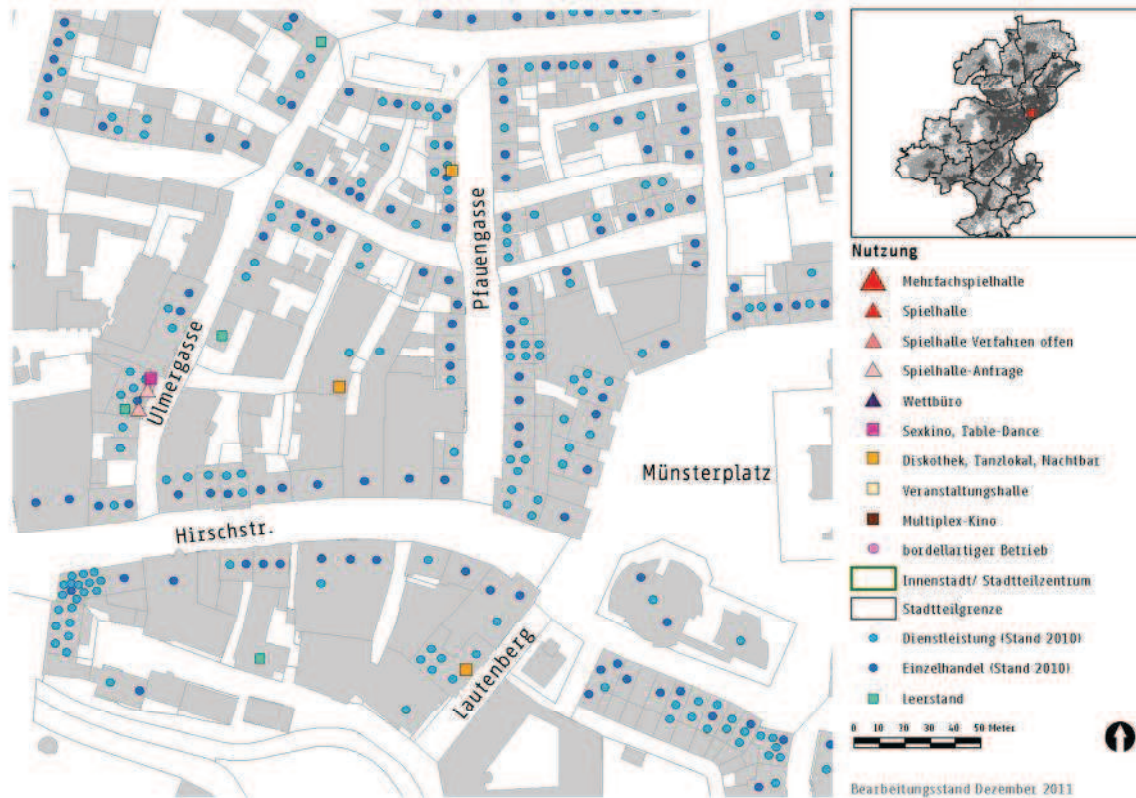 Pfauengasse
Ulmergasse
Münsterplatz
Hirschstr.
Lautenberg
Nutzung
Mehrfachspielhalle
Spielhalle
Spielhalle Verfahren offen
Spielhalle-Anfrage
Wettbüro
Sexkino, Table-Dance
Diskothek, Tanzlokal, Nachtbar
Veranstaltungshalle
Multiplex-Kino
bordellartiger Betrieb
Innenstadt/ Stadtteilzentrum
Stadtteilgrenze
Dienstleistung (Stand 2010)
Einzelhandel (Stand 2010)
Leerstand
0 10 20 30 40 50 Meter
Bearbeitungsstand Dezember 2011